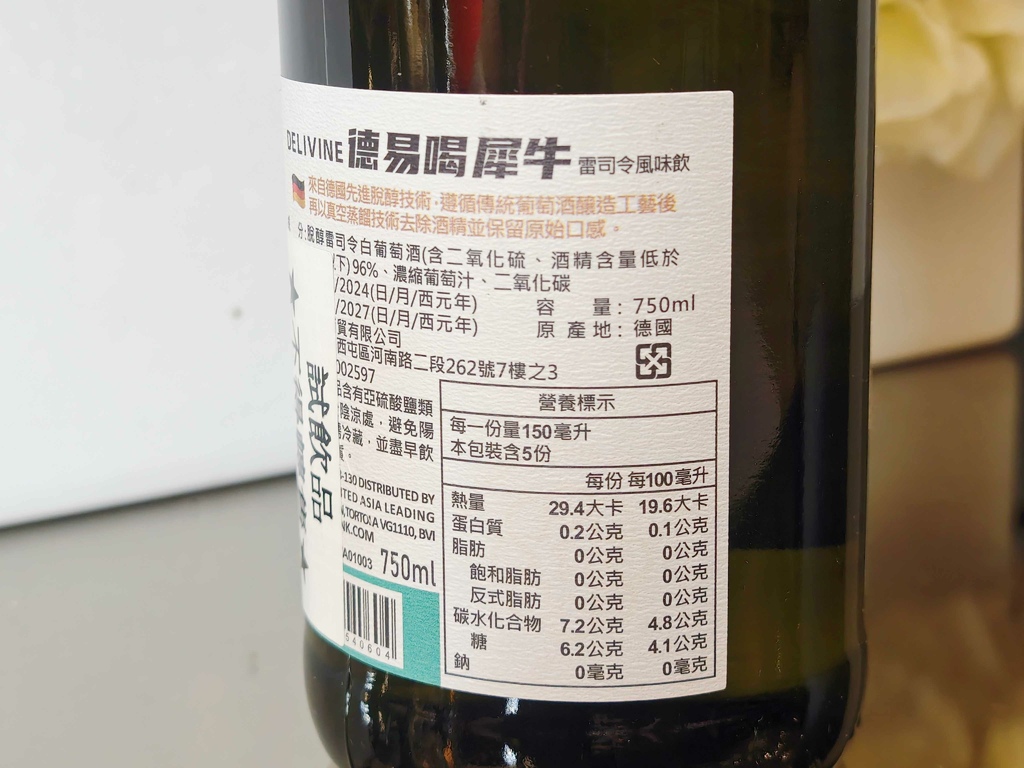 DELIVINE 德易喝犀牛 雷司令風味飲
來自德國先進脫醇技術,遵循傳統葡萄酒釀造工藝後
再以真空蒸餾技術去除酒精並保留原始口感。
分:脫醇雷司令白葡萄酒(含二氧化硫、酒精含量低於
下)96%、濃縮葡萄汁、二氧化碳
/2024(日/月/西元年) 容 量:750ml
/2027(日/月/西元年) 原產地:德國
貿有限公司
西屯區河南路二段262號7樓之3
002597
品含有亞硫酸鹽類
陰涼處,避免陽
冷藏,並盡早飲
-130 DISTRIBUTED BY
ITED ASIA LEADING
TORTOLA VG1110, BVI
NK.COM
A01003 750ml
540604
試飲品
營養標示
每一份量150毫升
本包裝含5份
每份 每100毫升
熱量 29.4大卡 19.6大卡
蛋白質 0.2公克 0.1公克
脂肪 0公克 0公克
飽和脂肪 0公克 0公克
反式脂肪 0公克 0公克
碳水化合物 7.2公克 4.8公克
糖 6.2公克 4.1公克
鈉 0毫克 0毫克